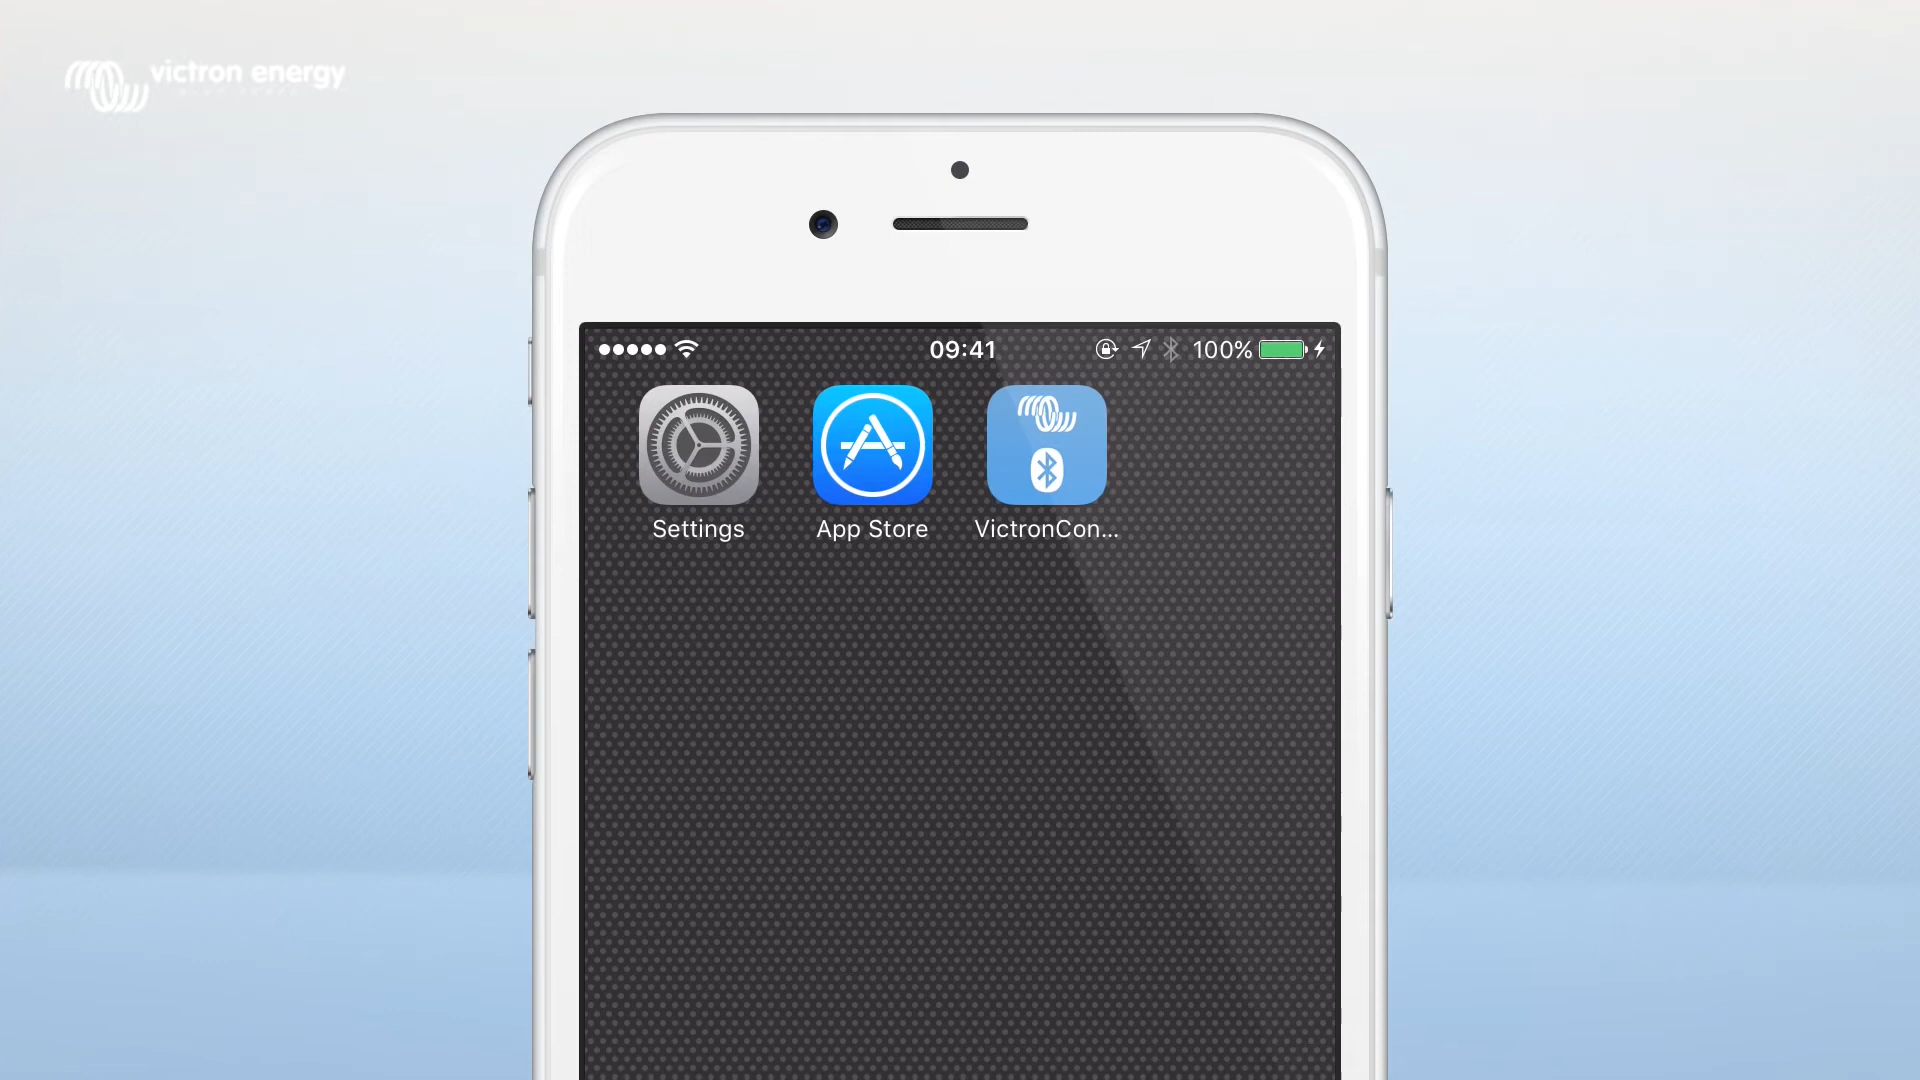 victron energy
09:41
100%
Settings
App Store
VictronCon...